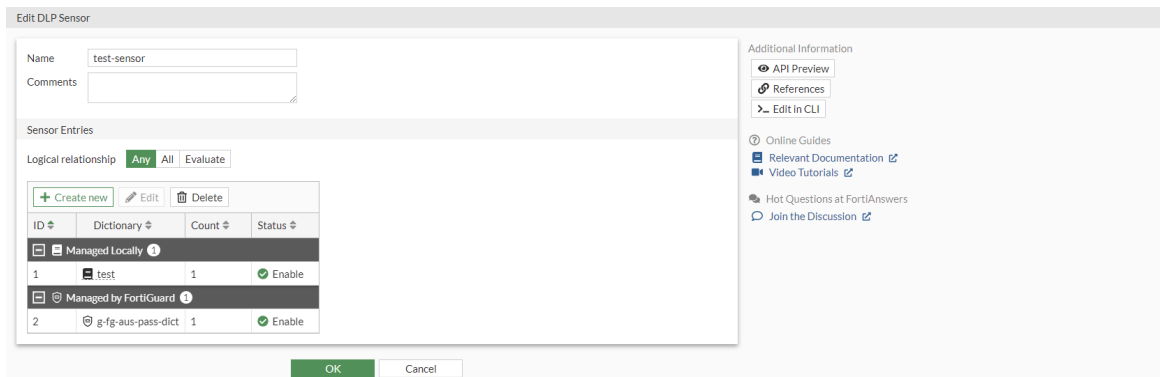 Edit DLP Sensor
Name test-sensor
Comments
Sensor Entries
Logical relationship Any All Evaluate
Create new Edit Delete
ID Dictionary Count Status
Managed Locally 1
1 test 1 Enable
Managed by FortiGuard 1
2 g-fg-aus-pass-dict 1 Enable
OK Cancel
Additional Information
API Preview
References
>_ Edit in CLI
Online Guides
Relevant Documentation
Video Tutorials
Hot Questions at FortiAnswers
Join the Discussion